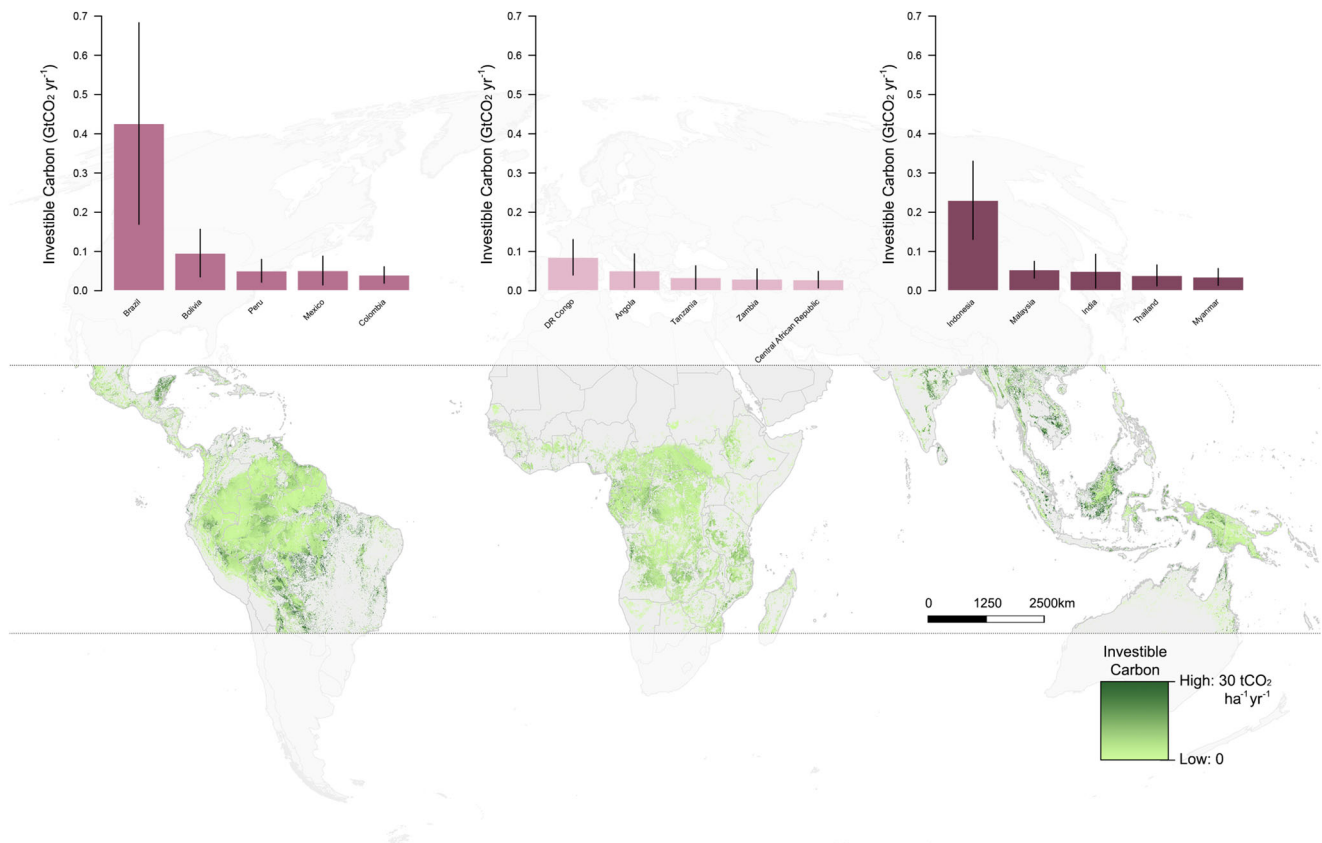 Investible Carbon (GtCO₂ yr⁻¹)
0.7
0.6
0.5
0.4
0.3
0.2
0.1
0.0
Brazil
Bolivia
Peru
Mexico
Colombia
Investible Carbon (GtCO₂ yr⁻¹)
0.7
0.6
0.5
0.4
0.3
0.2
0.1
0.0
DR Congo
Angola
Tanzania
Zambia
Central African Republic
Investible Carbon (GtCO₂ yr⁻¹)
0.7
0.6
0.5
0.4
0.3
0.2
0.1
0.0
Indonesia
Malaysia
India
Thailand
Myanmar
0 1250 2500km
Investible
Carbon
High: 30 tCO₂
ha⁻¹yr⁻¹
Low: 0